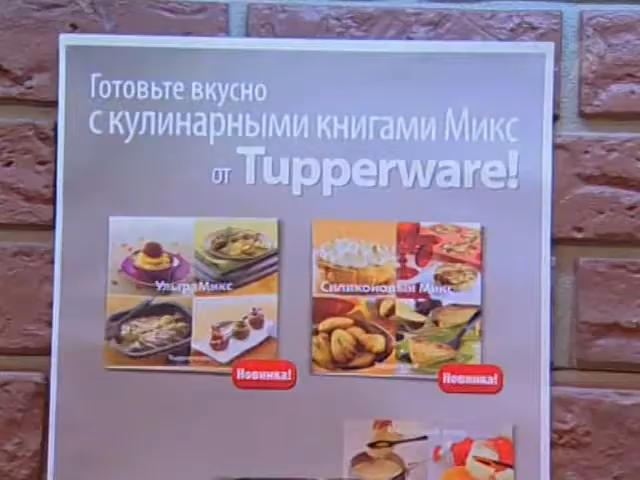 Готовьте вкусно
с кулинарными книгами Микс
от Tupperware!
УльтраМикс
Силиконовый Микс
Новинка!
Новинка!